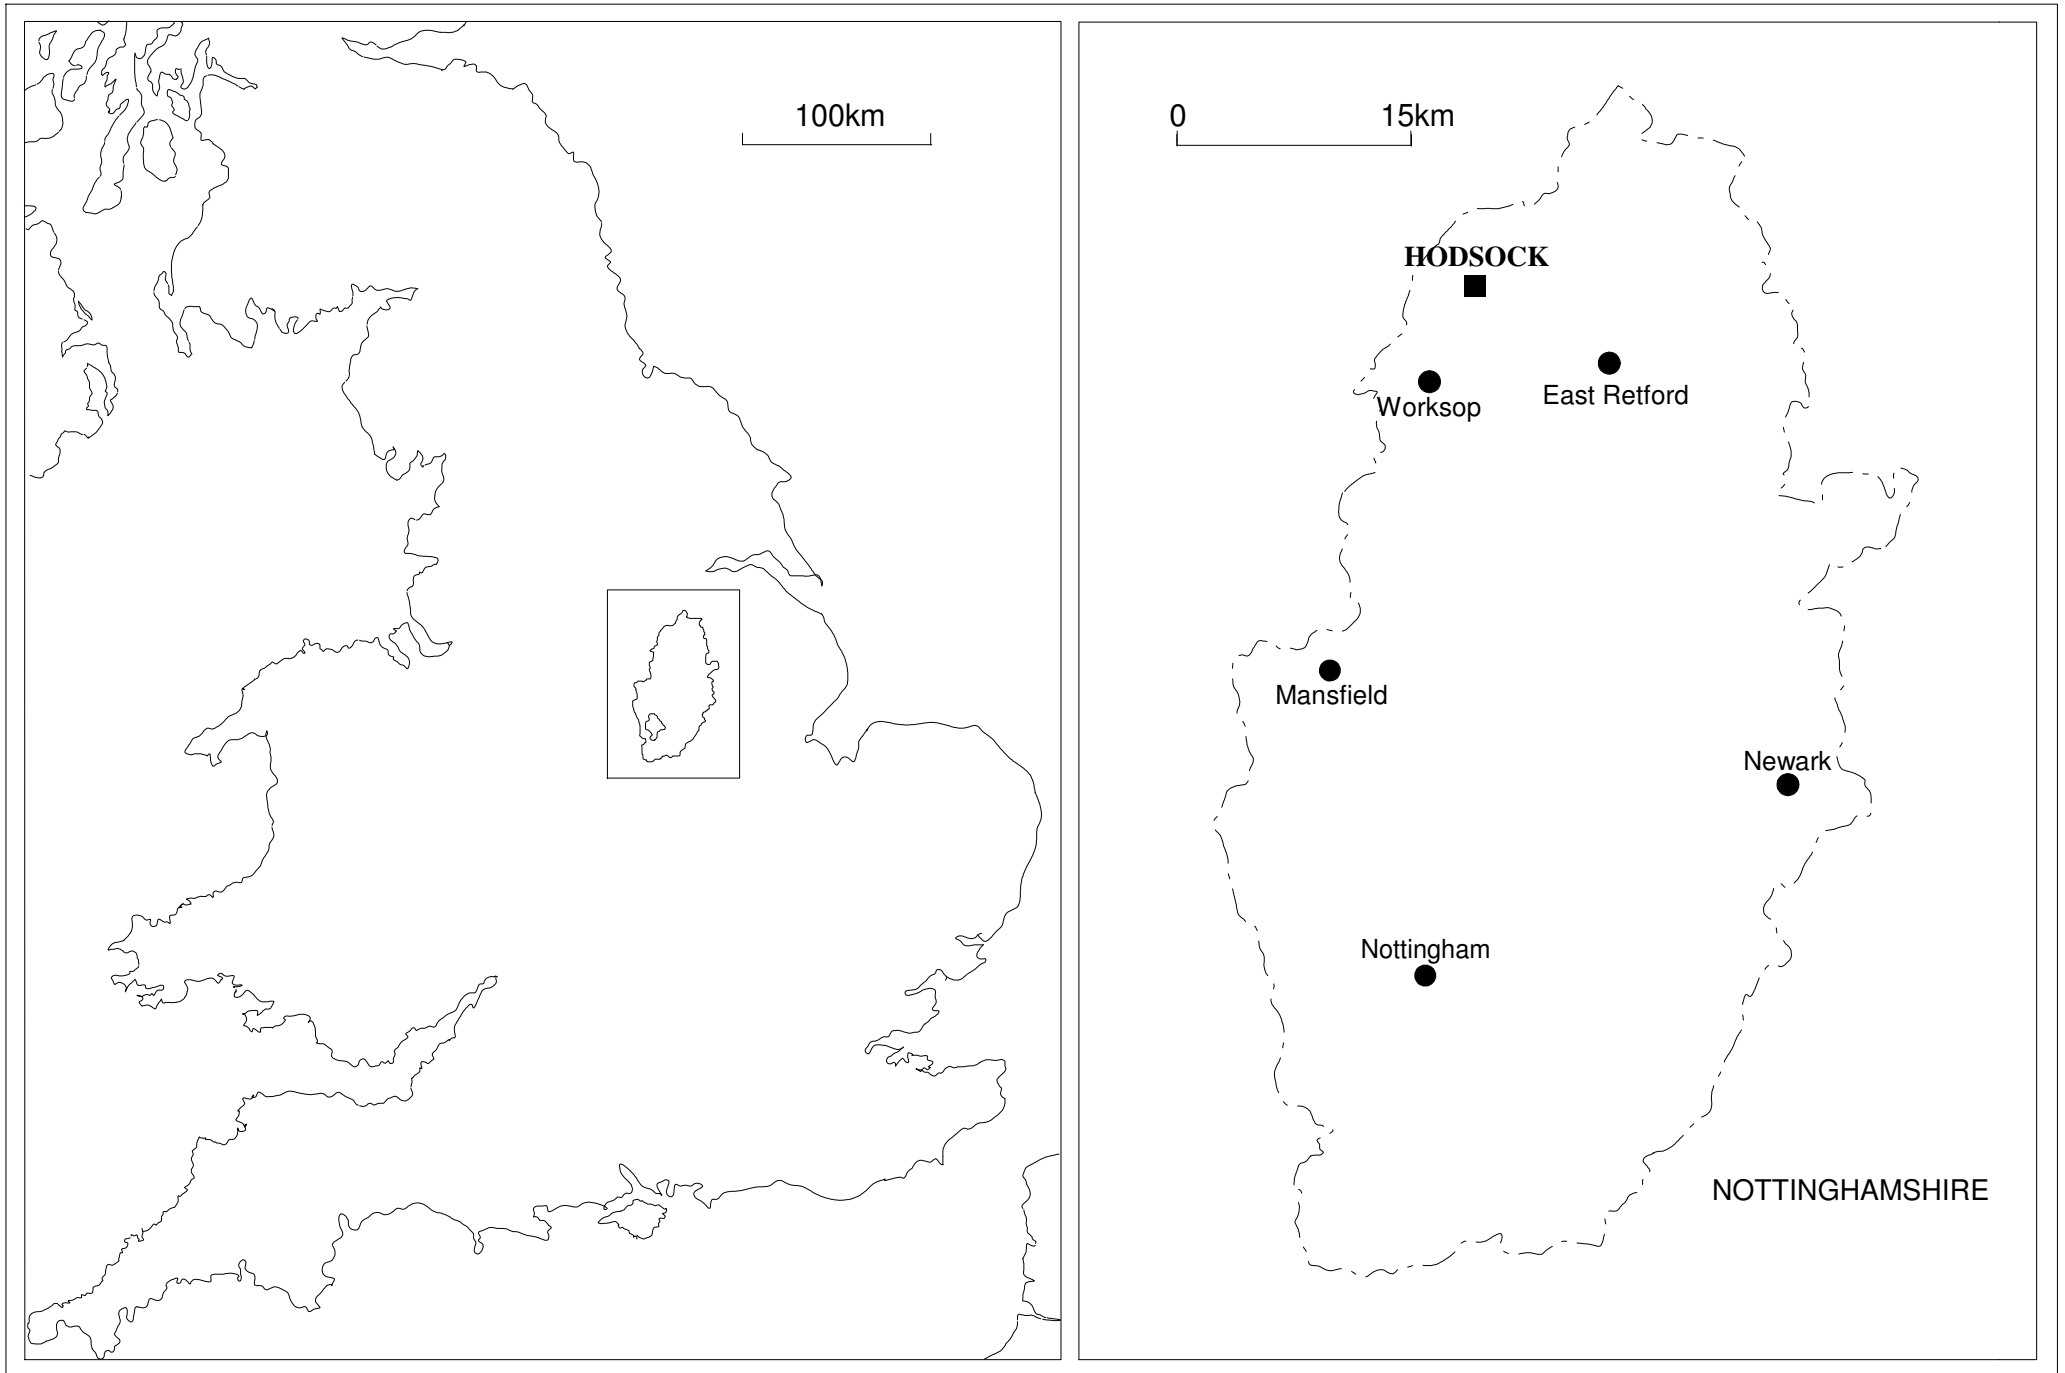 100km
0
15km
HODSOCK
East Retford
Worksop
Mansfield
Newark
Nottingham
NOTTINGHAMSHIRE